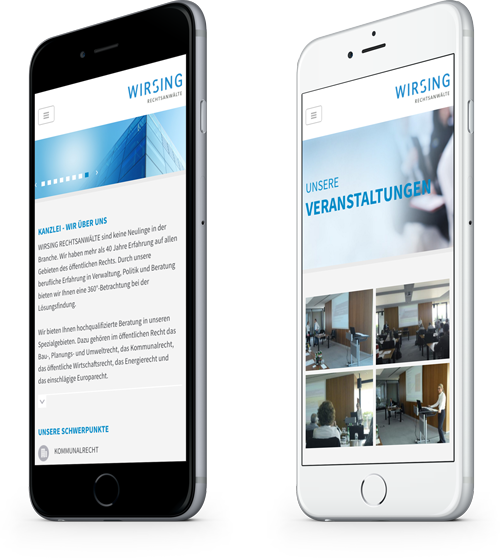 WIRSING
RECHTSANWÄLTE
KANZLEI - WIR ÜBER UNS
WIRSING RECHTSANWÄLTE sind keine Neulinge in der
Branche. Wir haben mehr als 40 Jahre Erfahrung auf allen
Gebieten des öffentlichen Rechts. Durch unsere
berufliche Erfahrung in Verwaltung, Politik und Beratung
bieten wir Ihnen eine 360°-Betrachtung bei der
Lösungsfindung.
Wir bieten Ihnen hochqualifizierte Beratung in unseren
Spezialgebieten. Dazu gehören im öffentlichen Recht das
Bau-, Planungs- und Umweltrecht, das Kommunalrecht,
das öffentliche Wirtschaftsrecht, das Energierecht und
das einschlägige Europarecht.
UNSERE SCHWERPUNKTE
KOMMUNALRECHT
WIRSING
RECHTSANWÄLTE
UNSERE
VERANSTALTUNGEN